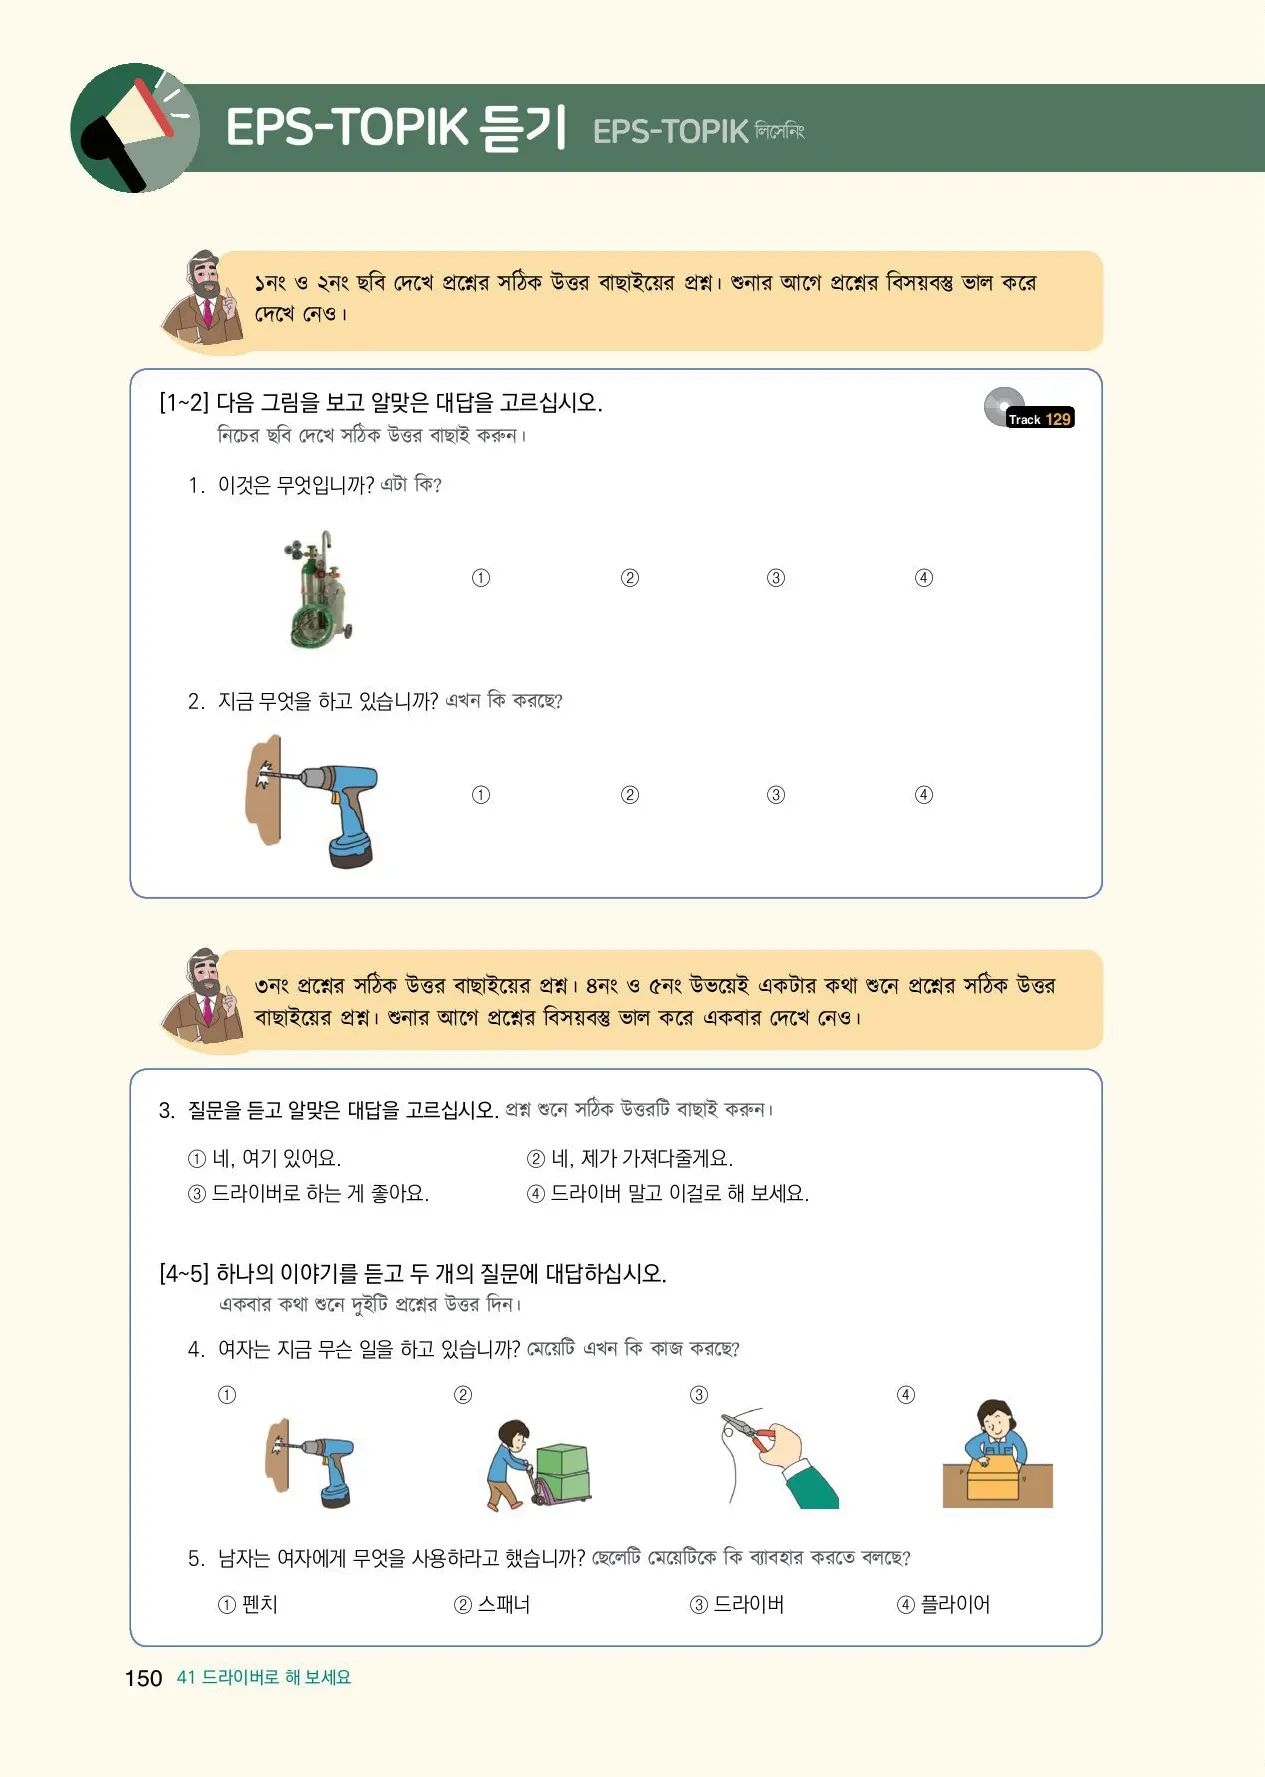 EPS-TOPIK 듣기 EPS-TOPIK লিসেনিং
১নং ও ২নং ছবি দেখে প্রশ্নের সঠিক উত্তর বাছাইয়ের প্রশ্ন। শুনার আগে প্রশ্নের বিসয়বস্তু ভাল করে
দেখে নেও।
[1~2] 다음 그림을 보고 알맞은 대답을 고르십시오.
Track 129
নিচের ছবি দেখে সঠিক উত্তর বাছাই করুন।
1. 이것은 무엇입니까? এটা কি?
① ② ③ ④
2. 지금 무엇을 하고 있습니까? এখন কি করছে?
① ② ③ ④
৩নং প্রশ্নের সঠিক উত্তর বাছাইয়ের প্রশ্ন। ৪নং ও ৫নং উভয়েই একটার কথা শুনে প্রশ্নের সঠিক উত্তর
বাছাইয়ের প্রশ্ন। শুনার আগে প্রশ্নের বিসয়বস্তু ভাল করে একবার দেখে নেও।
3. 질문을 듣고 알맞은 대답을 고르십시오. প্রশ্ন শুনে সঠিক উত্তরটি বাছাই করুন।
① 네, 여기 있어요. ② 네, 제가 가져다줄게요.
③ 드라이버로 하는 게 좋아요. ④ 드라이버 말고 이걸로 해 보세요.
[4~5] 하나의 이야기를 듣고 두 개의 질문에 대답하십시오.
একবার কথা শুনে দুইটি প্রশ্নের উত্তর দিন।
4. 여자는 지금 무슨 일을 하고 있습니까? মেয়েটি এখন কি কাজ করছে?
① ② ③ ④
5. 남자는 여자에게 무엇을 사용하라고 했습니까? ছেলেটি মেয়েটিকে কি ব্যাবহার করতে বলছে?
① 펜치 ② 스패너 ③ 드라이버 ④ 플라이어
150 41 드라이버로 해 보세요